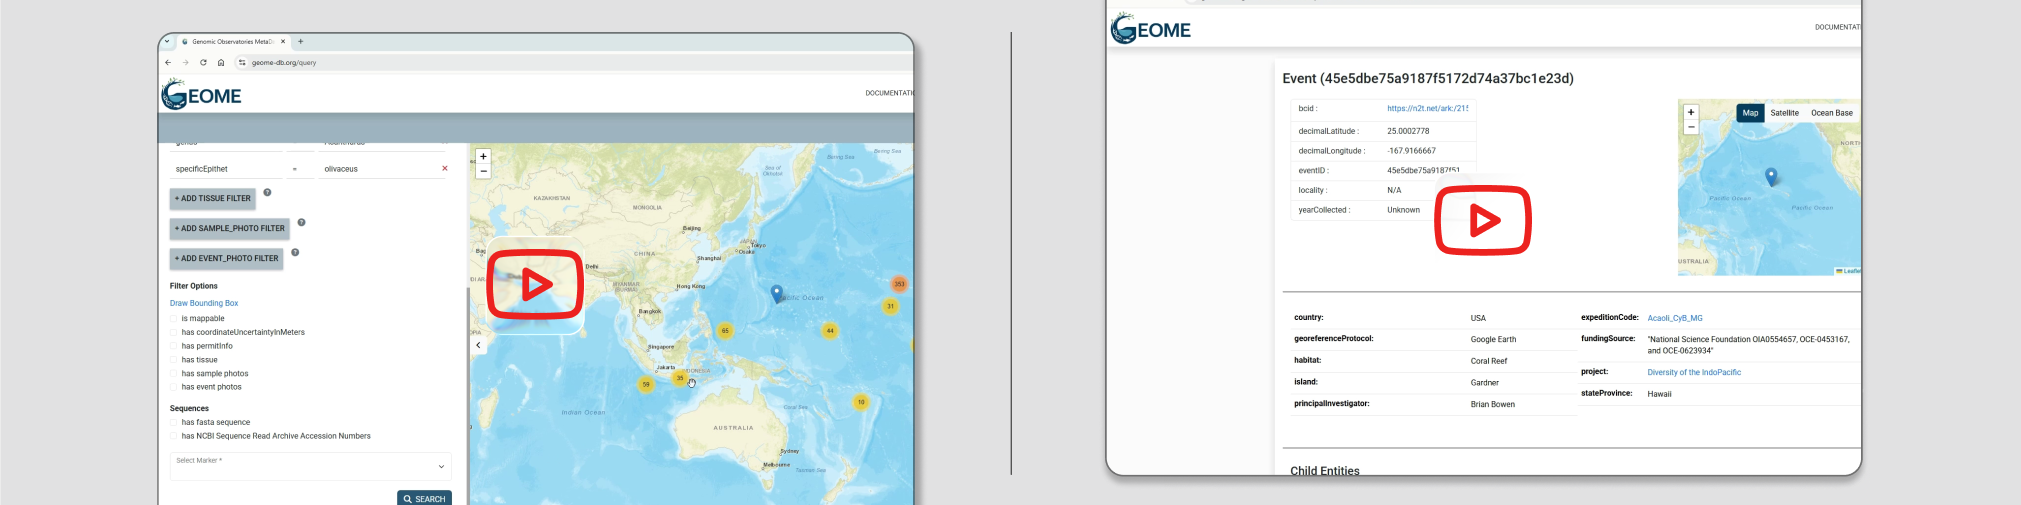 Genomic Observatories MetaD
geome-db.org/query
GEOME
DOCUMENTATI
specificEpithet
=
olivaceus
+ ADD TISSUE FILTER
+ ADD SAMPLE_PHOTO FILTER
+ ADD EVENT_PHOTO FILTER
Filter Options
Draw Bounding Box
is mappable
has coordinateUncertaintyInMeters
has permitInfo
has tissue
has sample photos
has event photos
Sequences
has fasta sequence
has NCBI Sequence Read Archive Accession Numbers
Select Marker *
SEARCH
+
−
Bering Sea
Bering Sea
Sea of
Okhotsk
KAZAKHSTAN
MONGOLIA
Beijing
Tokyo
Osaka
CHINA
Shanghai
Delhi
MYANMAR
(BURMA)
Hong Kong
Pacific Ocean
Bangkok
353
31
65
44
Singapore
Jakarta
INDONESIA
59
35
10
Indian Ocean
Coral Sea
AUSTRALIA
Sydney
Melbourne
Tasman Sea
GEOME
DOCUMENTATI
Event (45e5dbe75a9187f5172d74a37bc1e23d)
bcid : https://n2t.net/ark:/215
decimalLatitude : 25.0002778
decimalLongitude : -167.9166667
eventID : 45e5dbe75a9187f51
locality : N/A
yearCollected : Unknown
+
−
Map Satellite Ocean Base
NORTH
Pacific Ocean
Pacific Ocean
USTRALIA
Leaflet
country: USA
georeferenceProtocol: Google Earth
habitat: Coral Reef
island: Gardner
principalInvestigator: Brian Bowen
expeditionCode: Acaoli_CyB_MG
fundingSource: "National Science Foundation OIA0554657, OCE-0453167,
and OCE-0623934"
project: Diversity of the IndoPacific
stateProvince: Hawaii
Child Entities